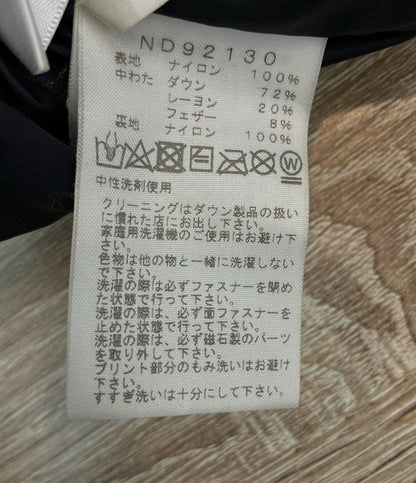 ND92130
表地 ナイロン 100%
中わた ダウン 72%
レーヨン 20%
フェザー 8%
裏地 ナイロン 100%
中性洗剤使用
クリーニングはダウン製品の扱い
に慣れた店にお出し下さい。
家庭用洗濯機のご使用はお避け下
さい。
色物は他の物と一緒に洗濯しない
で下さい。
洗濯の際は必ずファスナーを閉め
た状態で行って下さい。
洗濯の際は、必ず面ファスナーを
止めた状態で行って下さい。
洗濯の際は、必ず磁石製のパーツ
を取り外して下さい。
プリント部分のもみ洗いはお避け
下さい。
すすぎ洗いは十分にして下さい。